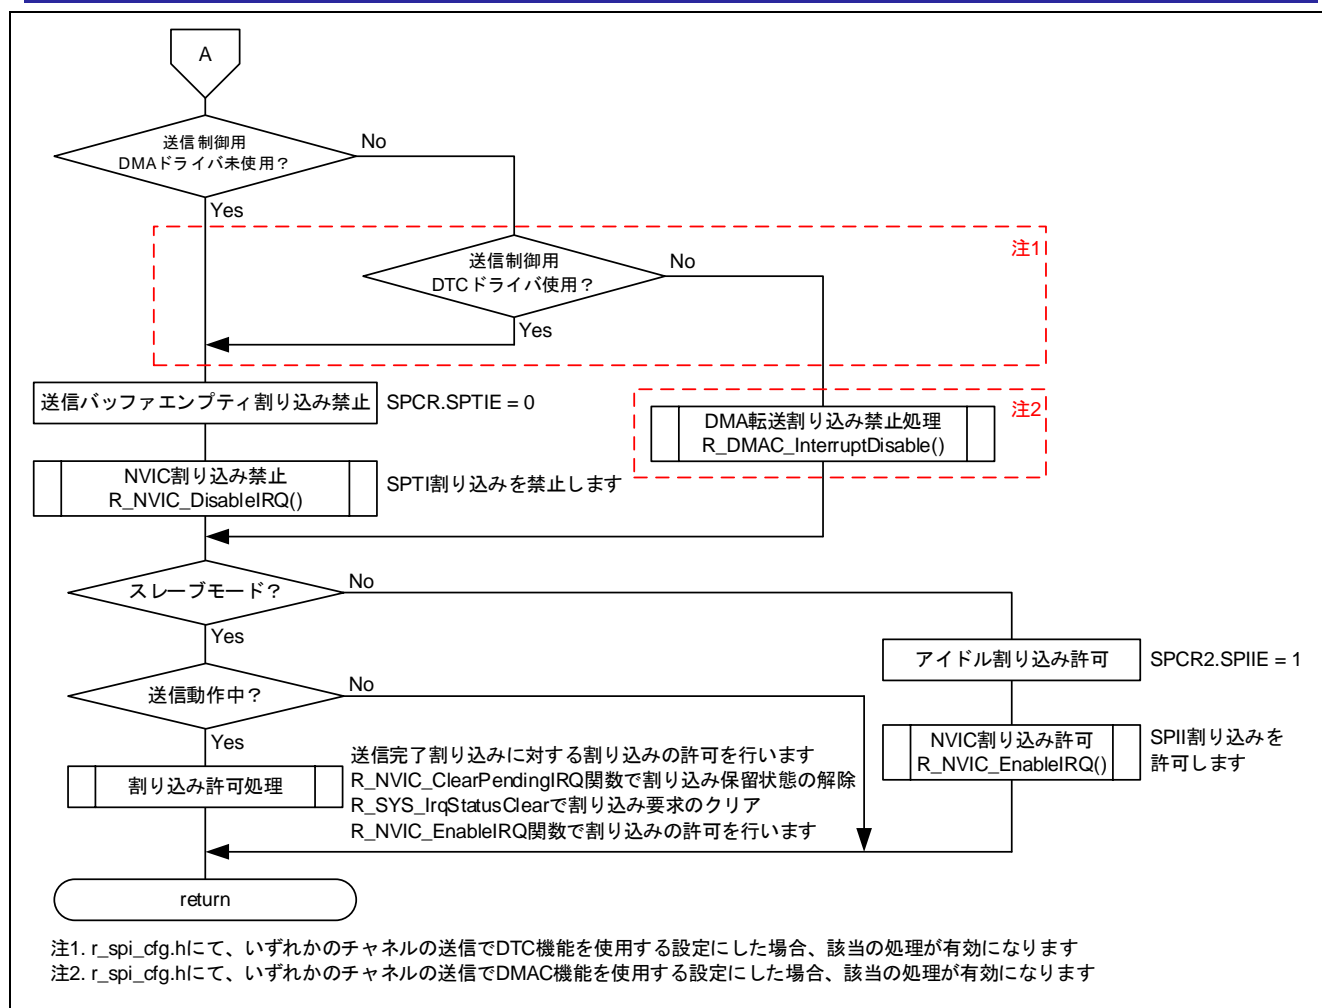 A
送信制御用
DMAドライバ未使用？
No
Yes
注1
送信制御用
DTCドライバ使用？
No
Yes
送信バッファエンプティ割り込み禁止
SPCR.SPTIE = 0
注2
DMA転送割り込み禁止処理
R_DMAC_InterruptDisable()
NVIC割り込み禁止
R_NVIC_DisableIRQ()
SPTI割り込みを禁止します
スレーブモード？
No
Yes
アイドル割り込み許可
SPCR2.SPIIE = 1
送信動作中？
No
Yes
NVIC割り込み許可
R_NVIC_EnableIRQ()
SPII割り込みを
許可します
割り込み許可処理
送信完了割り込みに対する割り込みの許可を行います
R_NVIC_ClearPendingIRQ関数で割り込み保留状態の解除
R_SYS_IrqStatusClearで割り込み要求のクリア
R_NVIC_EnableIRQ関数で割り込みの許可を行います
return
注1. r_spi_cfg.hにて、いずれかのチャネルの送信でDTC機能を使用する設定にした場合、該当の処理が有効になります
注2. r_spi_cfg.hにて、いずれかのチャネルの送信でDMAC機能を使用する設定にした場合、該当の処理が有効になります